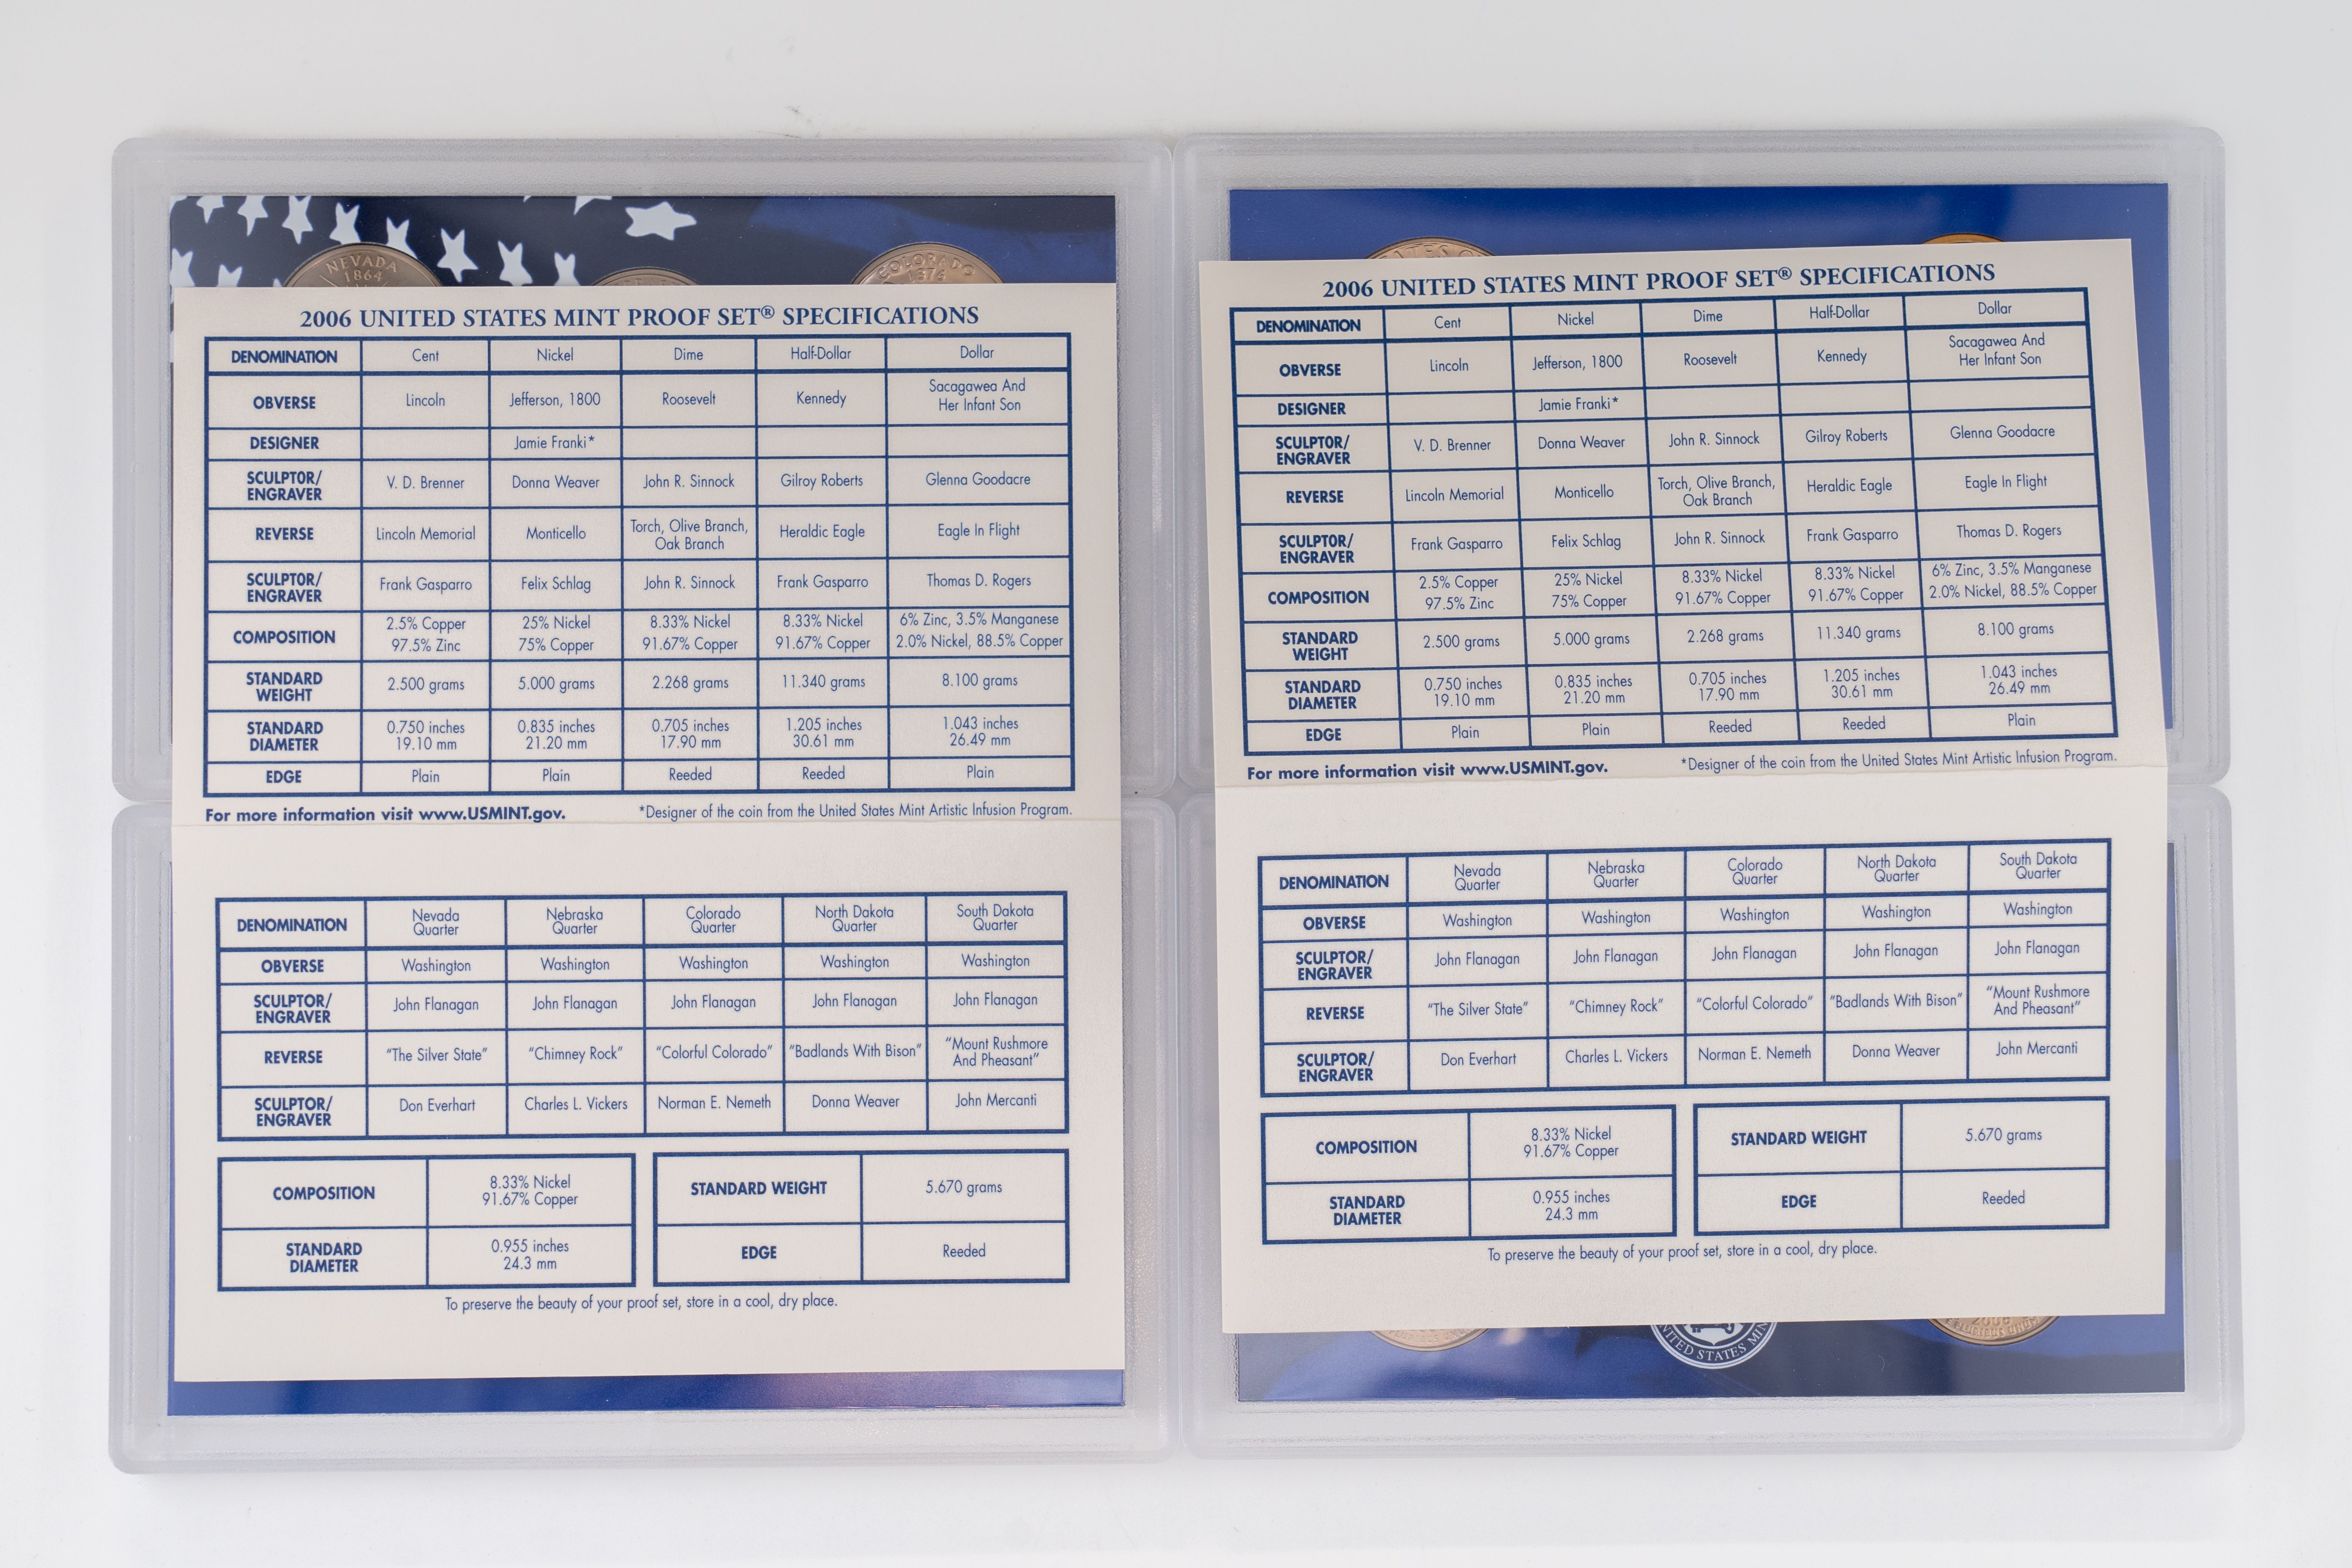 NEVADA
1864
COLORADO
1876
2006 UNITED STATES MINT PROOF SET® SPECIFICATIONS
DENOMINATION Cent Nickel Dime Half-Dollar Dollar
OBVERSE Lincoln Jefferson, 1800 Roosevelt Kennedy Sacagawea And
Her Infant Son
DESIGNER Jamie Franki*
SCULPTOR/
ENGRAVER V. D. Brenner Donna Weaver John R. Sinnock Gilroy Roberts Glenna Goodacre
REVERSE Lincoln Memorial Monticello Torch, Olive Branch,
Oak Branch Heraldic Eagle Eagle In Flight
SCULPTOR/
ENGRAVER Frank Gasparro Felix Schlag John R. Sinnock Frank Gasparro Thomas D. Rogers
COMPOSITION 2.5% Copper 25% Nickel 8.33% Nickel 8.33% Nickel 6% Zinc, 3.5% Manganese
97.5% Zinc 75% Copper 91.67% Copper 91.67% Copper 2.0% Nickel, 88.5% Copper
STANDARD
WEIGHT 2.500 grams 5.000 grams 2.268 grams 11.340 grams 8.100 grams
STANDARD 0.750 inches 0.835 inches 0.705 inches 1.205 inches 1.043 inches
DIAMETER 19.10 mm 21.20 mm 17.90 mm 30.61 mm 26.49 mm
EDGE Plain Plain Reeded Reeded Plain
For more information visit www.USMINT.gov. *Designer of the coin from the United States Mint Artistic Infusion Program.
DENOMINATION Nevada Nebraska Colorado North Dakota South Dakota
Quarter Quarter Quarter Quarter Quarter
OBVERSE Washington Washington Washington Washington Washington
SCULPTOR/
ENGRAVER John Flanagan John Flanagan John Flanagan John Flanagan John Flanagan
REVERSE "The Silver State" "Chimney Rock" "Colorful Colorado" "Badlands With Bison" "Mount Rushmore
And Pheasant"
SCULPTOR/
ENGRAVER Don Everhart Charles L. Vickers Norman E. Nemeth Donna Weaver John Mercanti
COMPOSITION 8.33% Nickel
91.67% Copper
STANDARD WEIGHT 5.670 grams
STANDARD 0.955 inches
DIAMETER 24.3 mm
EDGE Reeded
To preserve the beauty of your proof set, store in a cool, dry place.
2006 UNITED STATES MINT PROOF SET® SPECIFICATIONS
DENOMINATION Cent Nickel Dime Half-Dollar Dollar
OBVERSE Lincoln Jefferson, 1800 Roosevelt Kennedy Sacagawea And
Her Infant Son
DESIGNER Jamie Franki*
SCULPTOR/
ENGRAVER V. D. Brenner Donna Weaver John R. Sinnock Gilroy Roberts Glenna Goodacre
REVERSE Lincoln Memorial Monticello Torch, Olive Branch,
Oak Branch Heraldic Eagle Eagle In Flight
SCULPTOR/
ENGRAVER Frank Gasparro Felix Schlag John R. Sinnock Frank Gasparro Thomas D. Rogers
COMPOSITION 2.5% Copper 25% Nickel 8.33% Nickel 8.33% Nickel 6% Zinc, 3.5% Manganese
97.5% Zinc 75% Copper 91.67% Copper 91.67% Copper 2.0% Nickel, 88.5% Copper
STANDARD
WEIGHT 2.500 grams 5.000 grams 2.268 grams 11.340 grams 8.100 grams
STANDARD 0.750 inches 0.835 inches 0.705 inches 1.205 inches 1.043 inches
DIAMETER 19.10 mm 21.20 mm 17.90 mm 30.61 mm 26.49 mm
EDGE Plain Plain Reeded Reeded Plain
For more information visit www.USMINT.gov. *Designer of the coin from the United States Mint Artistic Infusion Program.
DENOMINATION Nevada Nebraska Colorado North Dakota South Dakota
Quarter Quarter Quarter Quarter Quarter
OBVERSE Washington Washington Washington Washington Washington
SCULPTOR/
ENGRAVER John Flanagan John Flanagan John Flanagan John Flanagan John Flanagan
REVERSE "The Silver State" "Chimney Rock" "Colorful Colorado" "Badlands With Bison" "Mount Rushmore
And Pheasant"
SCULPTOR/
ENGRAVER Don Everhart Charles L. Vickers Norman E. Nemeth Donna Weaver John Mercanti
COMPOSITION 8.33% Nickel
91.67% Copper
STANDARD WEIGHT 5.670 grams
STANDARD 0.955 inches
DIAMETER 24.3 mm
EDGE Reeded
To preserve the beauty of your proof set, store in a cool, dry place.
STATES
2006